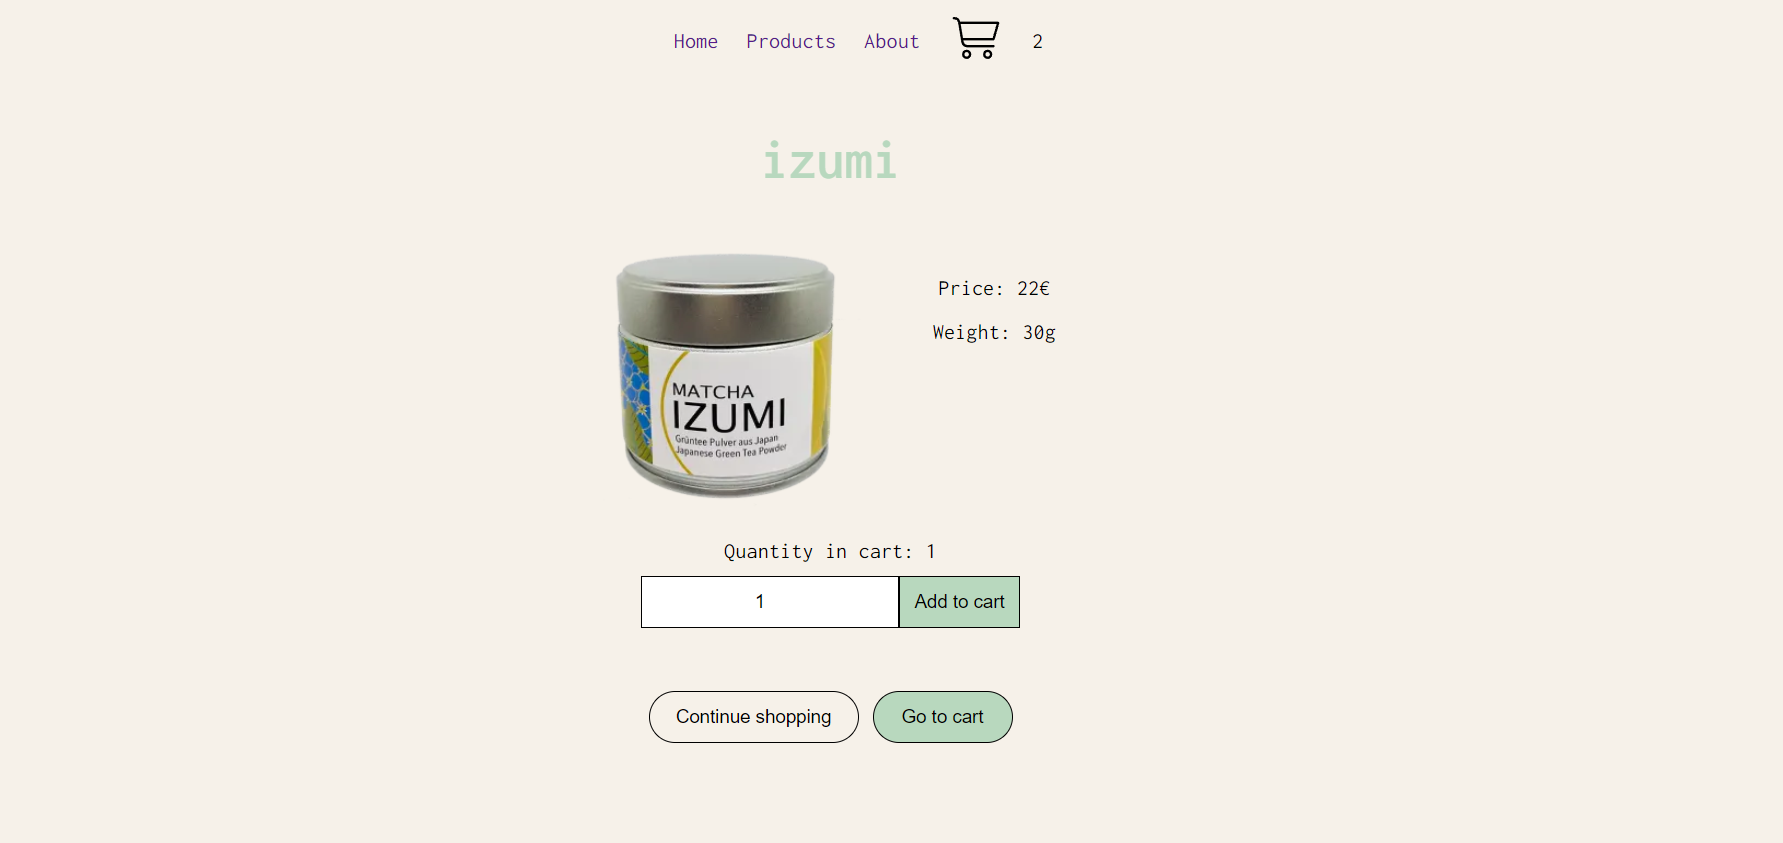 Home Products About 2
izumi
Price: 22€
Weight: 30g
MATCHA
IZUMI
Grüntee Pulver aus Japan
Japanese Green Tea Powder
Quantity in cart: 1
1 Add to cart
Continue shopping Go to cart